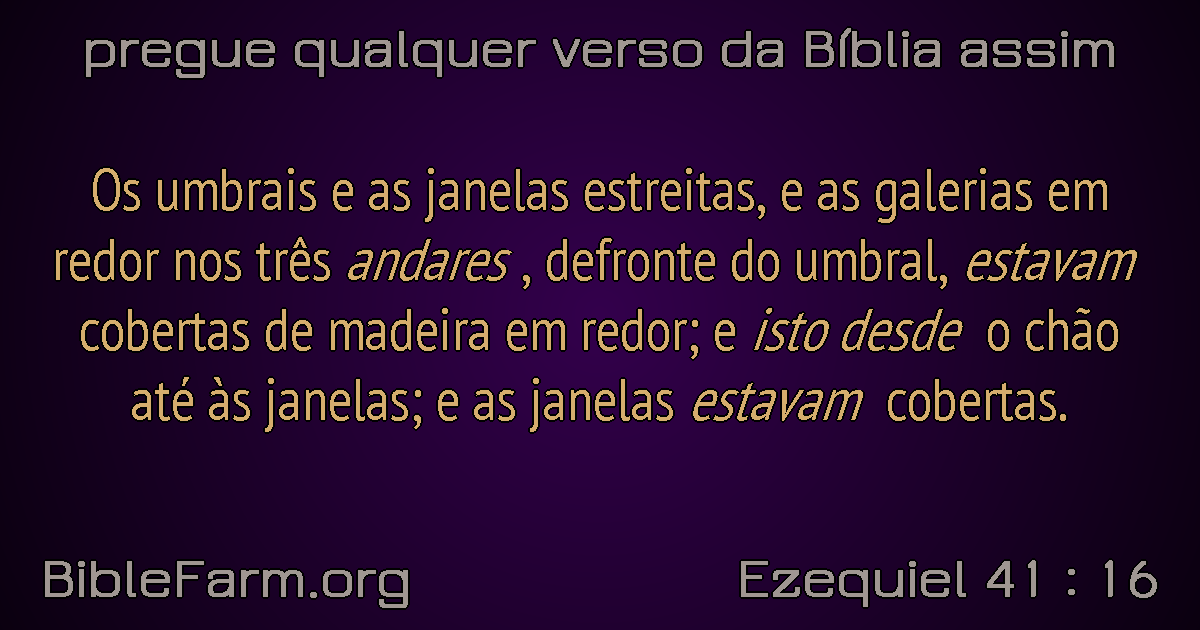 pregue qualquer verso da Bíblia assim
Os umbrais e as janelas estreitas, e as galerias em
redor nos três andares , defronte do umbral, estavam
cobertas de madeira em redor; e isto desde o chão
até às janelas; e as janelas estavam cobertas.
BibleFarm.org
Ezequiel 41 : 16